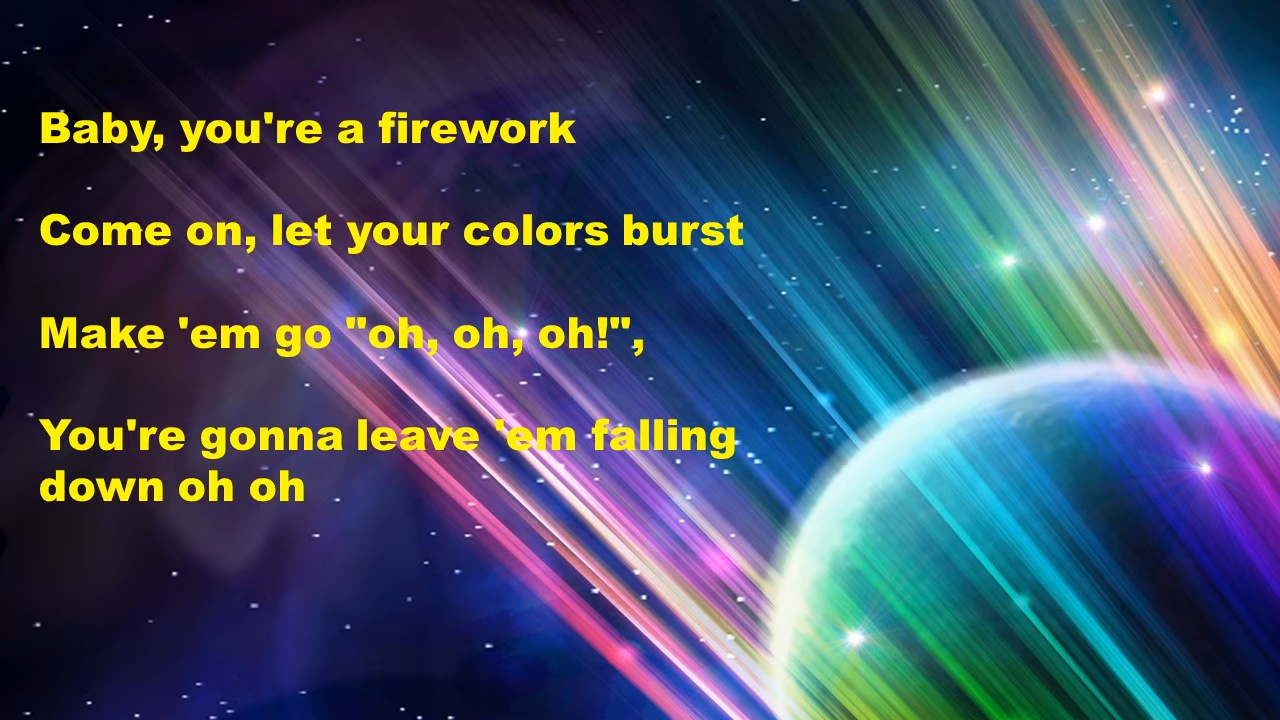 Baby, you're a firework
Come on, let your colors burst
Make 'em go "oh, oh, oh!",
You're gonna leave 'em falling
down oh oh